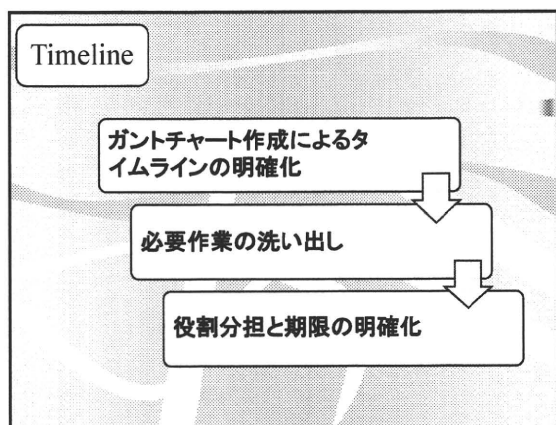 Timeline
ガントチャート作成によるタ
イムラインの明確化
必要作業の洗い出し
役割分担と期限の明確化